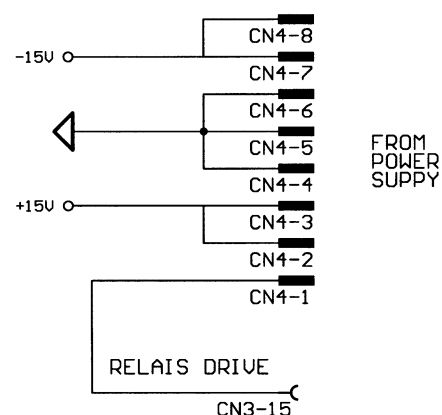 CN4-8
-15V
CN4-7
CN4-6
CN4-5
CN4-4
FROM
POWER
SUPPY
+15V
CN4-3
CN4-2
CN4-1
RELAIS DRIVE
CN3-15